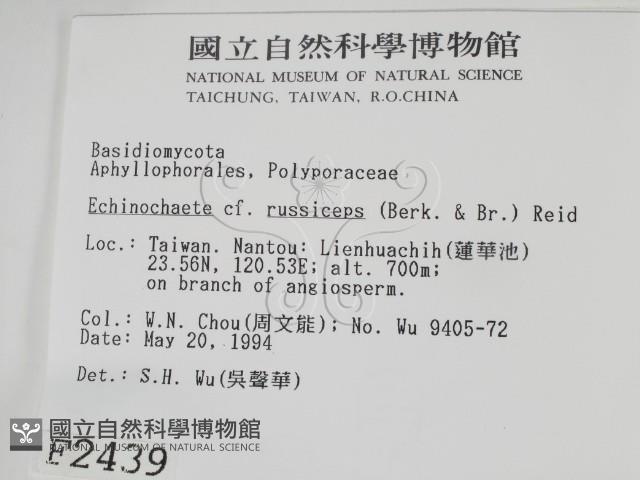 國立自然科學博物館
NATIONAL MUSEUM OF NATURAL SCIENCE
TAICHUNG, TAIWAN, R.O.CHINA
Basidiomycota
Aphyllophorales, Polyporaceae
Echinochaete cf. russiceps (Berk. & Br.) Reid
Loc.: Taiwan. Nantou: Lienhuachih(蓮華池)
23.56N, 120.53E; alt. 700m;
on branch of angiosperm.
Col.: W.N. Chou(周文能); No. Wu 9405-72
Date: May 20, 1994
Det.: S.H. Wu(吳聲華)
國立自然科學博物館
NATIONAL MUSEUM OF NATURAL SCIENCE
F2439